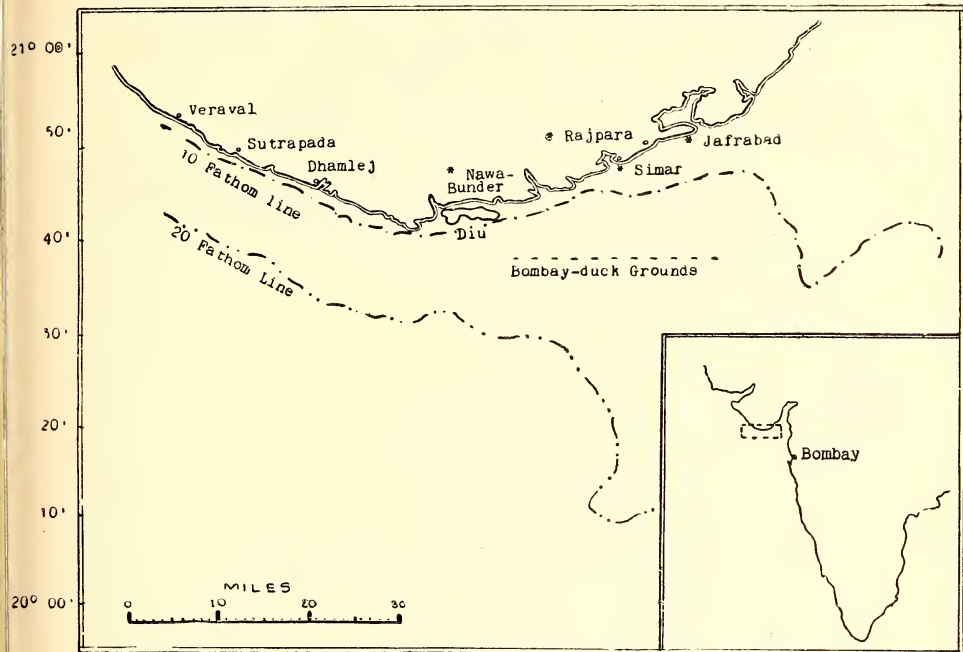 21° 00'
50'
40'
30'
20'
10'
20° 00'
Veraval
Sutrapada
Dhamlej
10 Fathom line
20 Fathom Line
* Nawa-
Bunder
Diu
* Rajpara
Simar
*
Jafrabad
*
Bombay-duck Grounds
Bombay
MILES
0 10 20 30